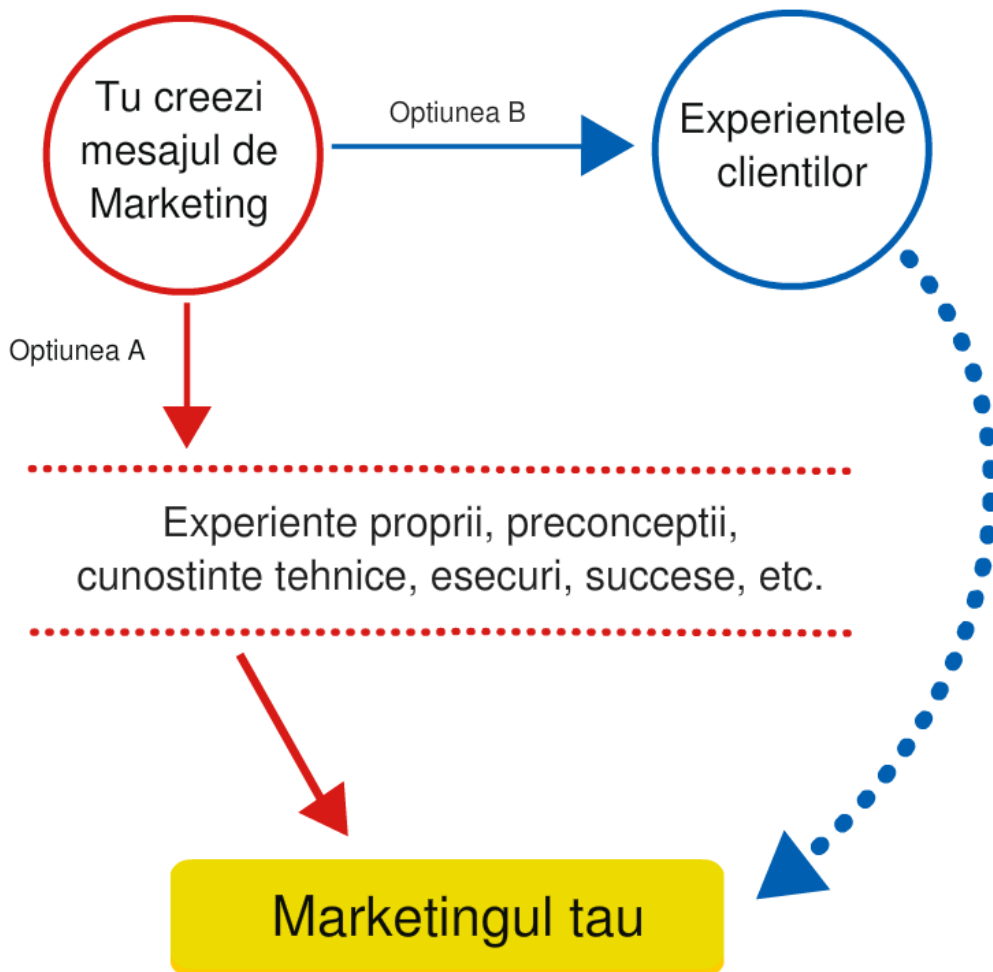 Tu creezi
mesajul de
Marketing
Optiunea B
Experientele
clientilor
Optiunea A
Experiente proprii, preconceptii,
cunostinte tehnice, esecuri, succese, etc.
Marketingul tau